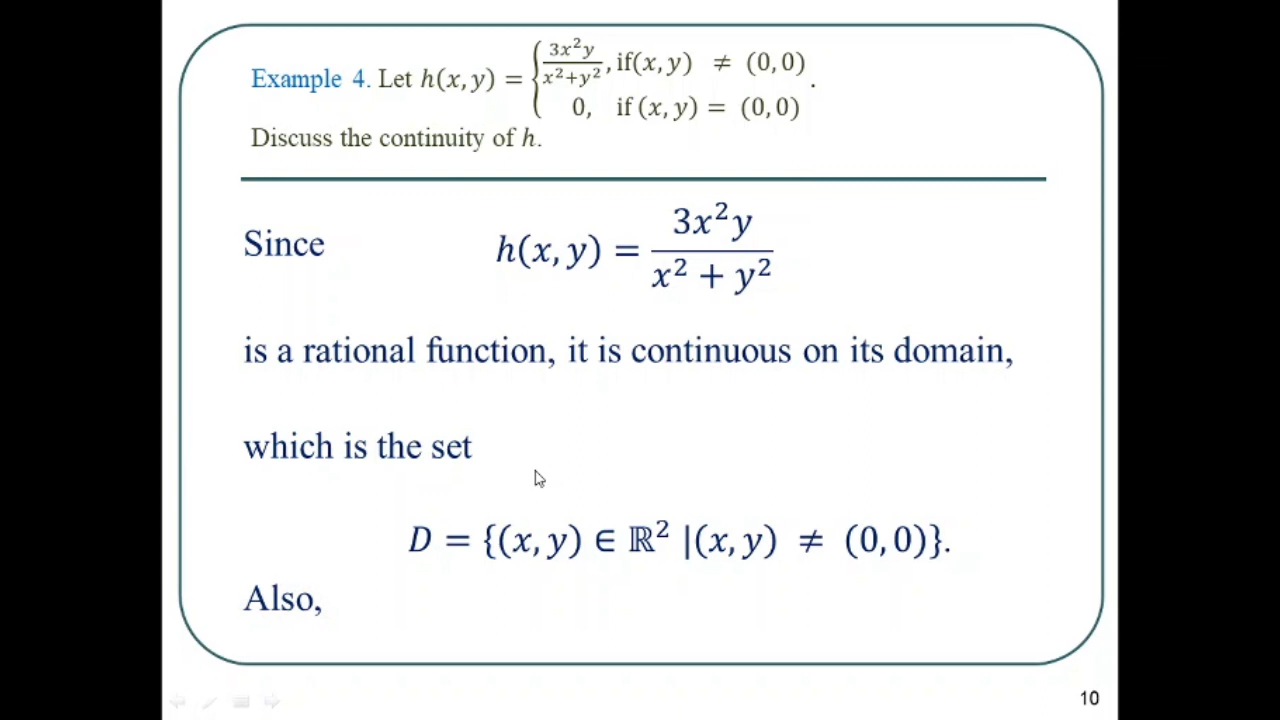 Example 4. Let h(x, y) = { 3x²y / x²+y², if(x, y) ≠ (0, 0)
0, if (x, y) = (0, 0) .
Discuss the continuity of h.
Since h(x, y) = 3x²y / x² + y²
is a rational function, it is continuous on its domain,
which is the set
D = {(x, y) ∈ ℝ² |(x, y) ≠ (0, 0)}.
Also,
10